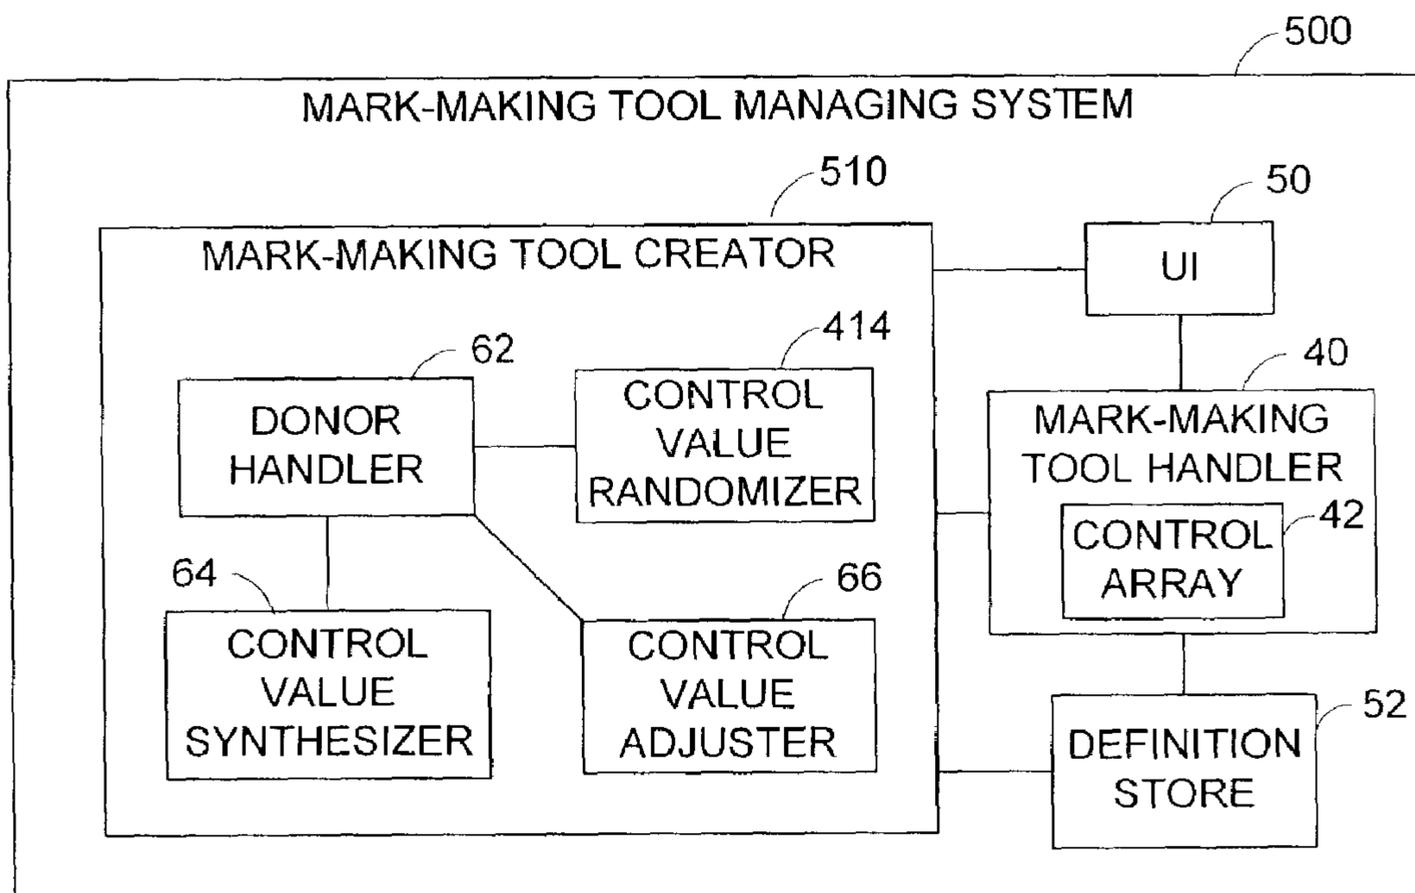 500
MARK-MAKING TOOL MANAGING SYSTEM
510
MARK-MAKING TOOL CREATOR
62
DONOR
HANDLER
414
CONTROL
VALUE
RANDOMIZER
64
CONTROL
VALUE
SYNTHESIZER
66
CONTROL
VALUE
ADJUSTER
50
UI
40
MARK-MAKING
TOOL HANDLER
42
CONTROL
ARRAY
52
DEFINITION
STORE